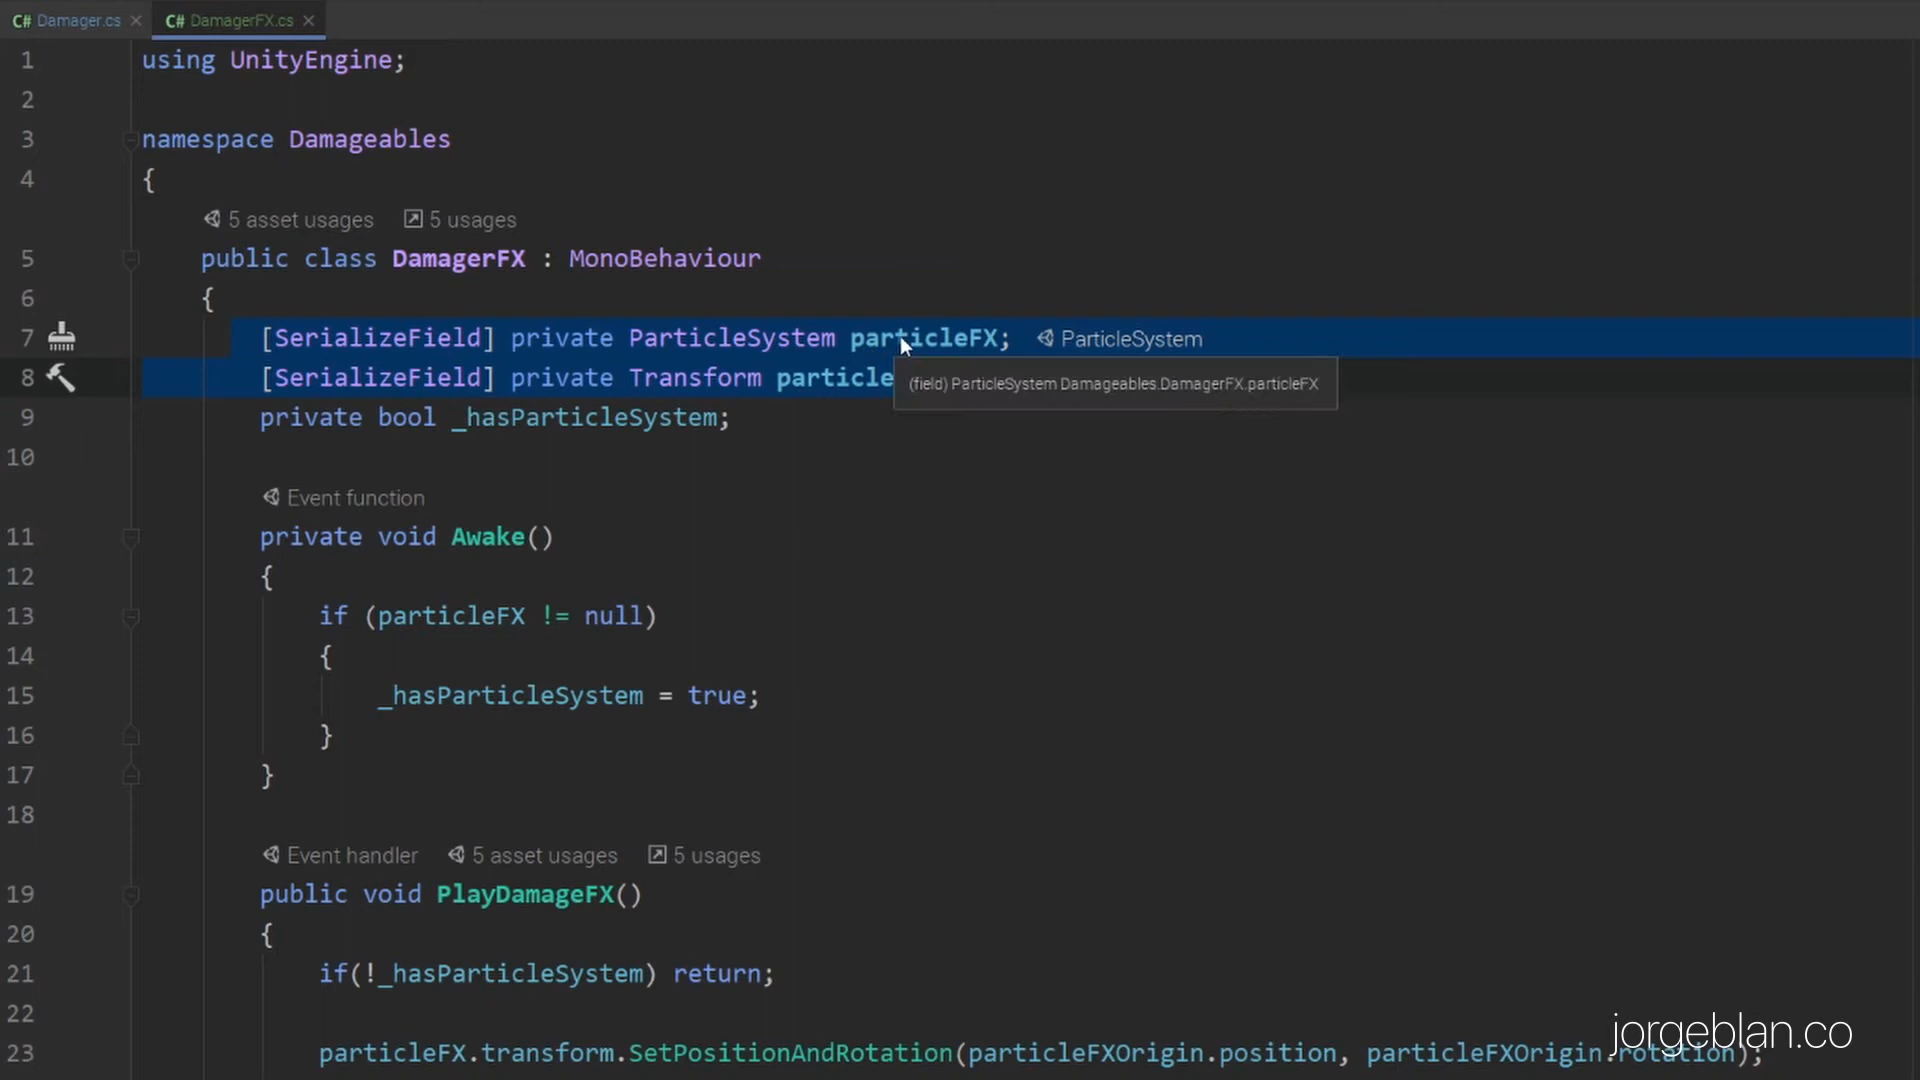 C# Damager.cs × C# DamagerFX.cs ×
1 using UnityEngine;
2
3 namespace Damageables
4 {
5 asset usages 5 usages
5 public class DamagerFX : MonoBehaviour
6 {
7 [SerializeField] private ParticleSystem particleFX; ParticleSystem
8 [SerializeField] private Transform particle
(field) ParticleSystem Damageables.DamagerFX.particleFX
9 private bool _hasParticleSystem;
10
Event function
11 private void Awake()
12 {
13 if (particleFX != null)
14 {
15 _hasParticleSystem = true;
16 }
17 }
18
Event handler 5 asset usages 5 usages
19 public void PlayDamageFX()
20 {
21 if(!_hasParticleSystem) return;
22
23 particleFX.transform.SetPositionAndRotation(particleFXOrigin.position, particleFXOrigin.rotation);
jorgeblan.co